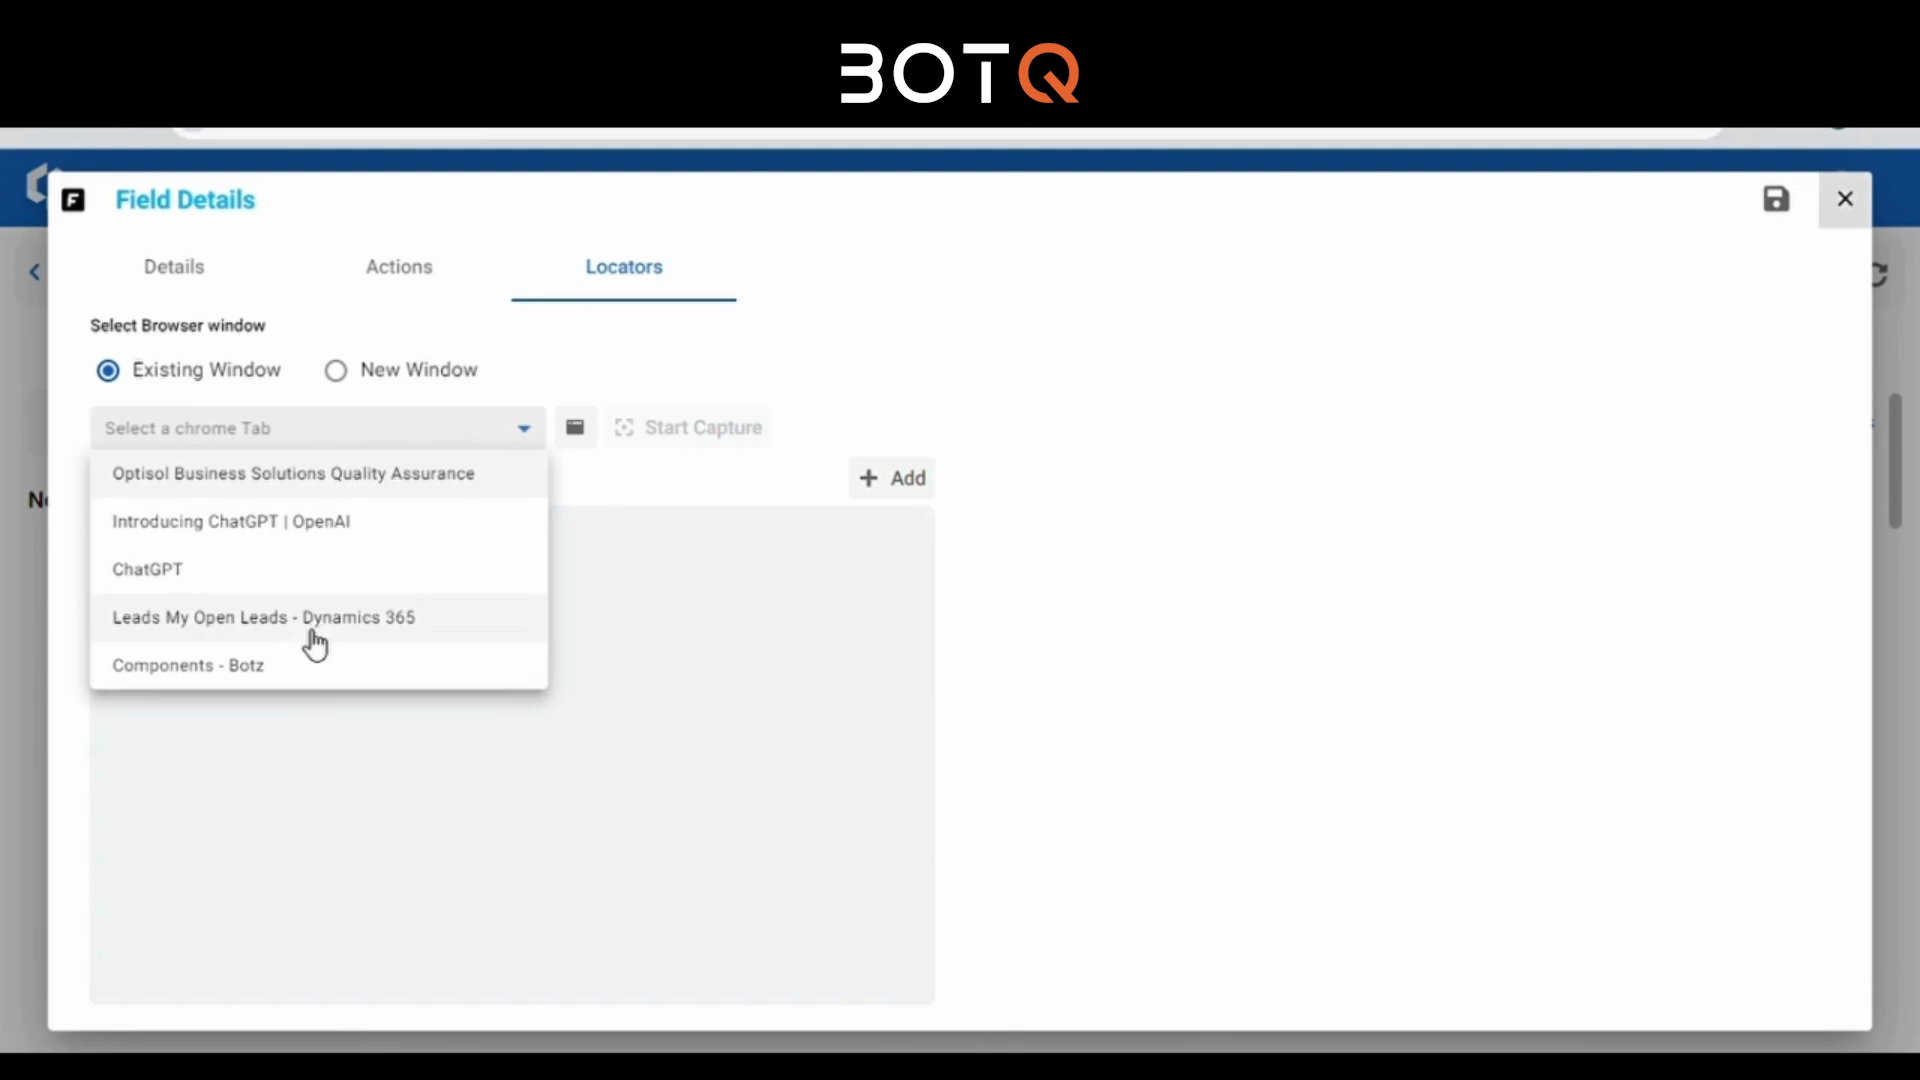 BOTQ
F Field Details
Details Actions Locators
Select Browser window
Existing Window New Window
Select a chrome Tab Start Capture
Optisol Business Solutions Quality Assurance
+ Add
Introducing ChatGPT | OpenAI
ChatGPT
Leads My Open Leads - Dynamics 365
Components - Botz